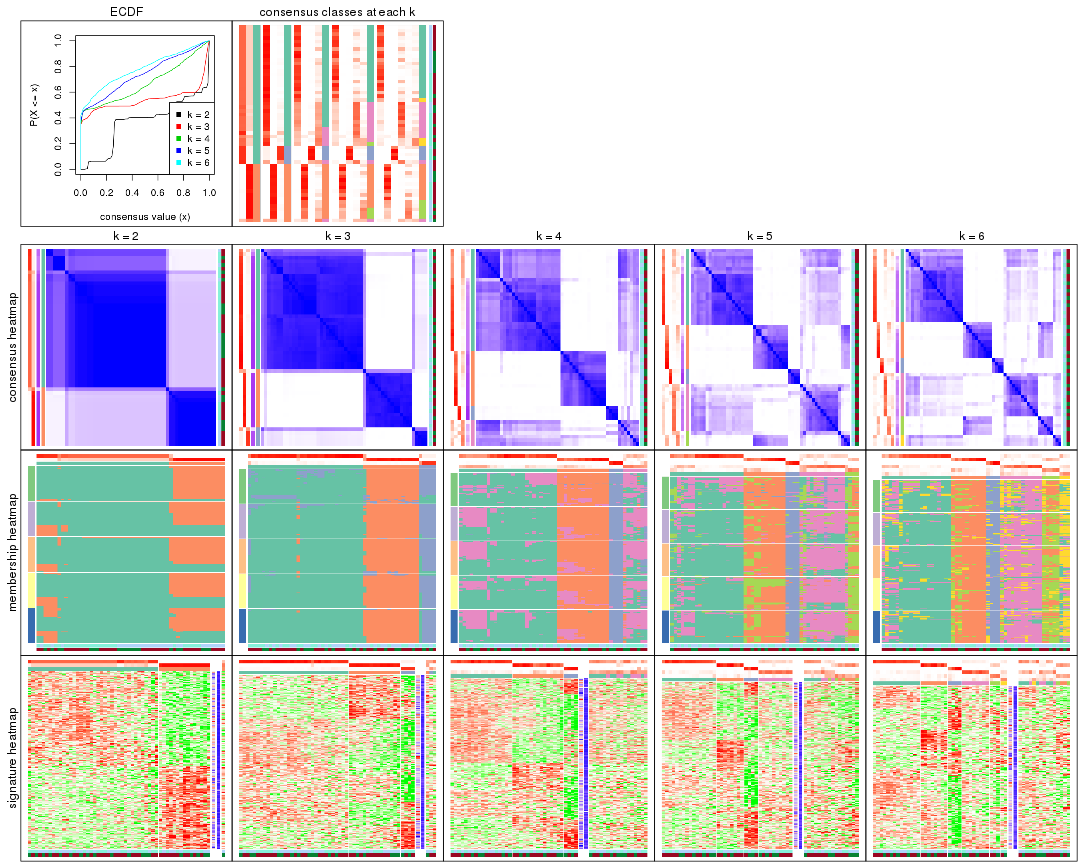 ECDF
consensus classes at each k
P(X <= x)
0.0 0.2 0.4 0.6 0.8 1.0
k = 2
k = 3
k = 4
k = 5
k = 6
0.0 0.2 0.4 0.6 0.8 1.0
consensus value (x)
k = 2 k = 3 k = 4 k = 5 k = 6
consensus heatmap
membership heatmap
signature heatmap